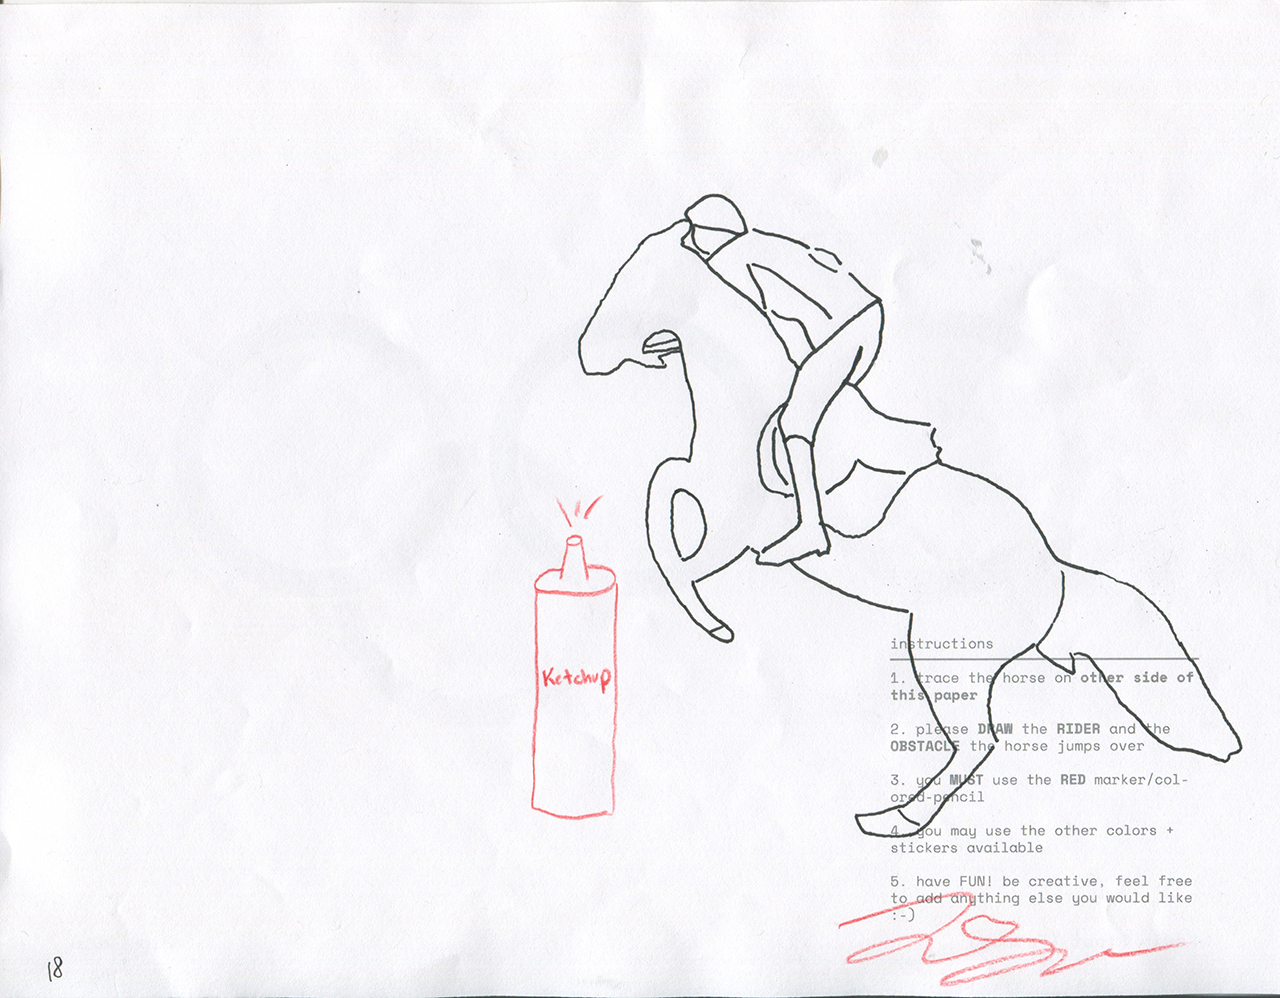 Ketchup
instructions
1. trace the horse on other side of
this paper
2. please DRAW the RIDER and the
OBSTACLE the horse jumps over
3. you MUST use the RED marker/col-
ored-pencil
4. you may use the other colors +
stickers available
5. have FUN! be creative, feel free
to add anything else you would like
:-)
18